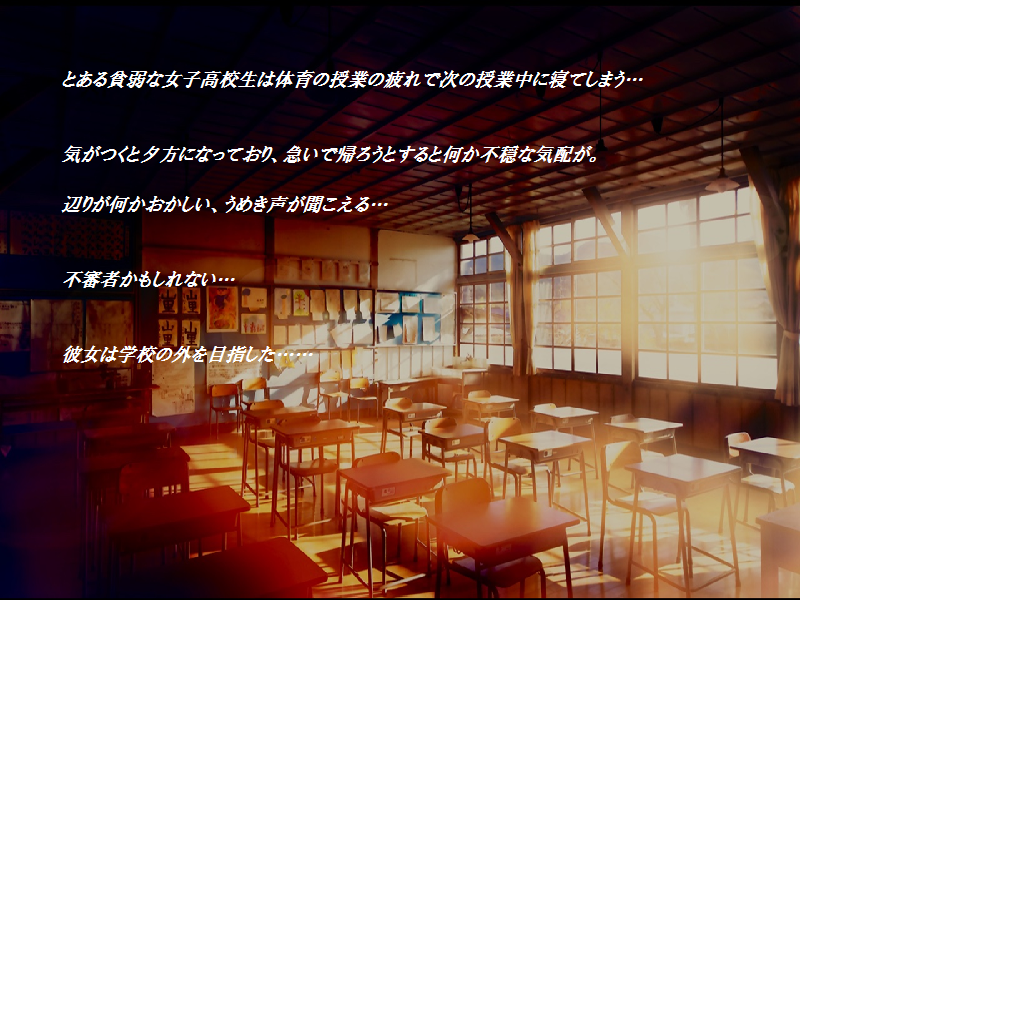 とある貧弱な女子高校生は体育の授業の疲れで次の授業中に寝てしまう…
気がつくと夕方になっており、急いで帰ろうとすると何か不穏な気配が。
辺りが何かおかしい、うめき声が聞こえる…
不審者かもしれない…
彼女は学校の外を目指した……